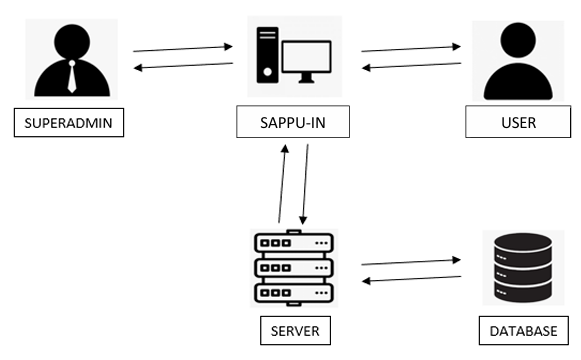 SUPERADMIN
SAPPU-IN
USER
SERVER
DATABASE